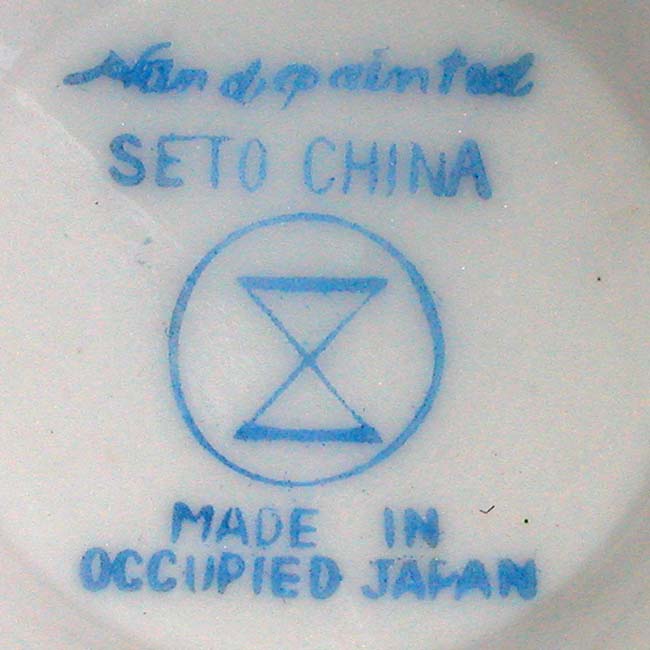 Handpainted
SETO CHINA
MADE IN
OCCUPIED JAPAN